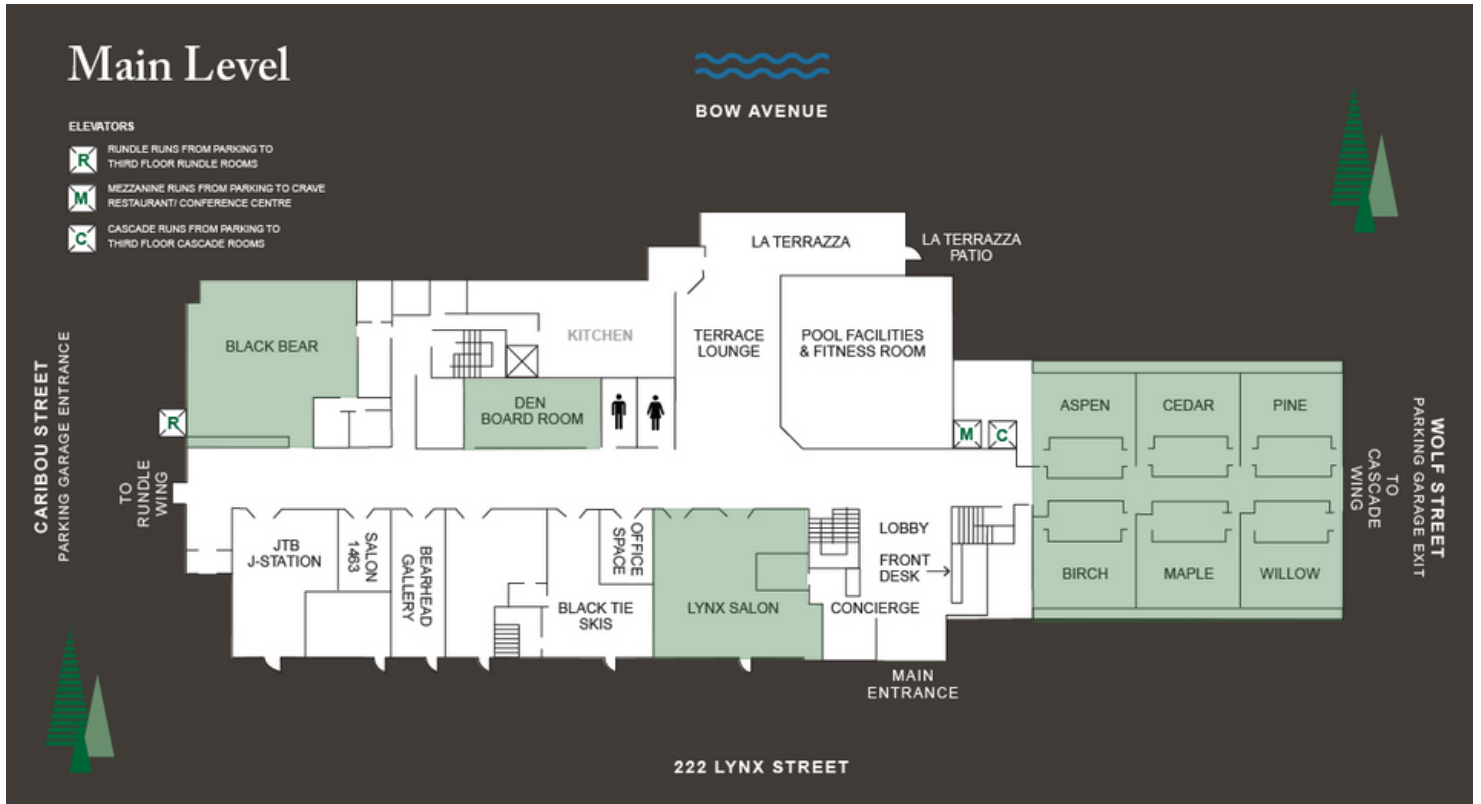 Main Level
BOW AVENUE
ELEVATORS
R
RUNDLE RUNS FROM PARKING TO
THIRD FLOOR RUNDLE ROOMS
M
MEZZANINE RUNS FROM PARKING TO CRAVE
RESTAURANT/ CONFERENCE CENTRE
C
CASCADE RUNS FROM PARKING TO
THIRD FLOOR CASCADE ROOMS
LA TERRAZZA
LA TERRAZZA
PATIO
BLACK BEAR
KITCHEN
TERRACE
LOUNGE
POOL FACILITIES
& FITNESS ROOM
DEN
BOARD ROOM
ASPEN
CEDAR
PINE
R
M
C
CARIBOU STREET
PARKING GARAGE ENTRANCE
TO
RUNDLE
WING
TO
CASCADE
WING
WOLF STREET
PARKING GARAGE EXIT
JTB
J-STATION
SALON
1463
BEARHEAD
GALLERY
OFFICE
SPACE
BLACK TIE
SKIS
LYNX SALON
LOBBY
FRONT
DESK
CONCIERGE
BIRCH
MAPLE
WILLOW
MAIN
ENTRANCE
222 LYNX STREET